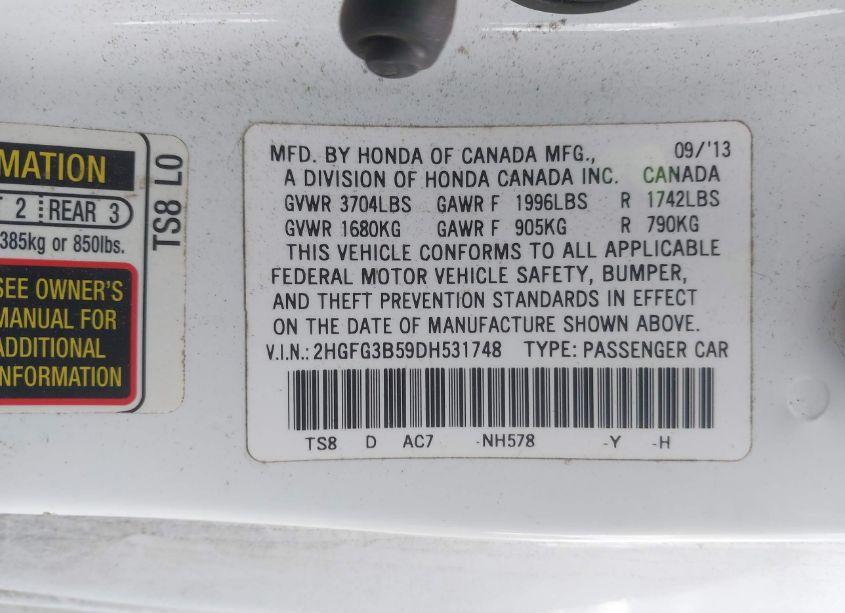 MATION
2 REAR 3
385kg or 850lbs.
SEE OWNER'S
MANUAL FOR
ADDITIONAL
INFORMATION
TS8 L0
MFD. BY HONDA OF CANADA MFG., 09/'13
A DIVISION OF HONDA CANADA INC. CANADA
GVWR 3704LBS GAWR F 1996LBS R 1742LBS
GVWR 1680KG GAWR F 905KG R 790KG
THIS VEHICLE CONFORMS TO ALL APPLICABLE
FEDERAL MOTOR VEHICLE SAFETY, BUMPER,
AND THEFT PREVENTION STANDARDS IN EFFECT
ON THE DATE OF MANUFACTURE SHOWN ABOVE.
V.I.N.: 2HGFG3B59DH531748 TYPE: PASSENGER CAR
TS8 D AC7 -NH578 -Y -H